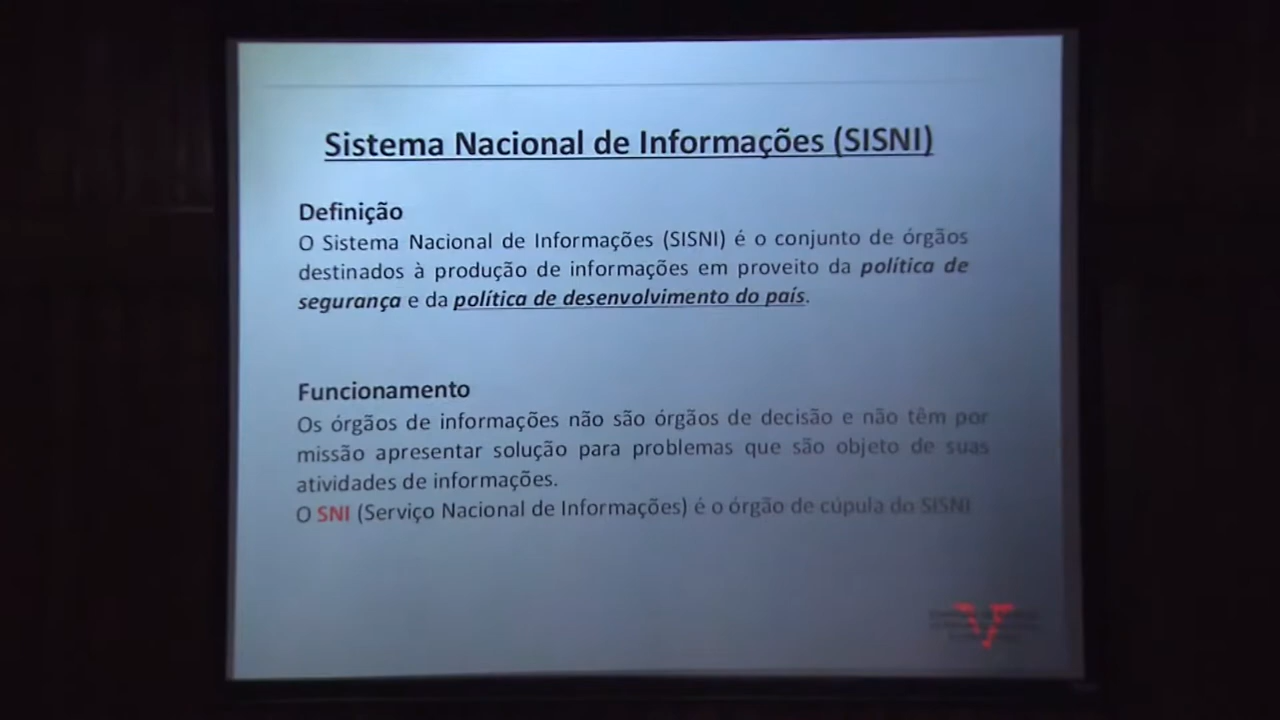 Sistema Nacional de Informações (SISNI)
Definição
O Sistema Nacional de Informações (SISNI) é o conjunto de órgãos
destinados à produção de informações em proveito da política de
segurança e da política de desenvolvimento do país.
Funcionamento
Os órgãos de informações não são órgãos de decisão e não têm por
missão apresentar solução para problemas que são objeto de suas
atividades de informações.
O SNI (Serviço Nacional de Informações) é o órgão de cúpula do SISNI